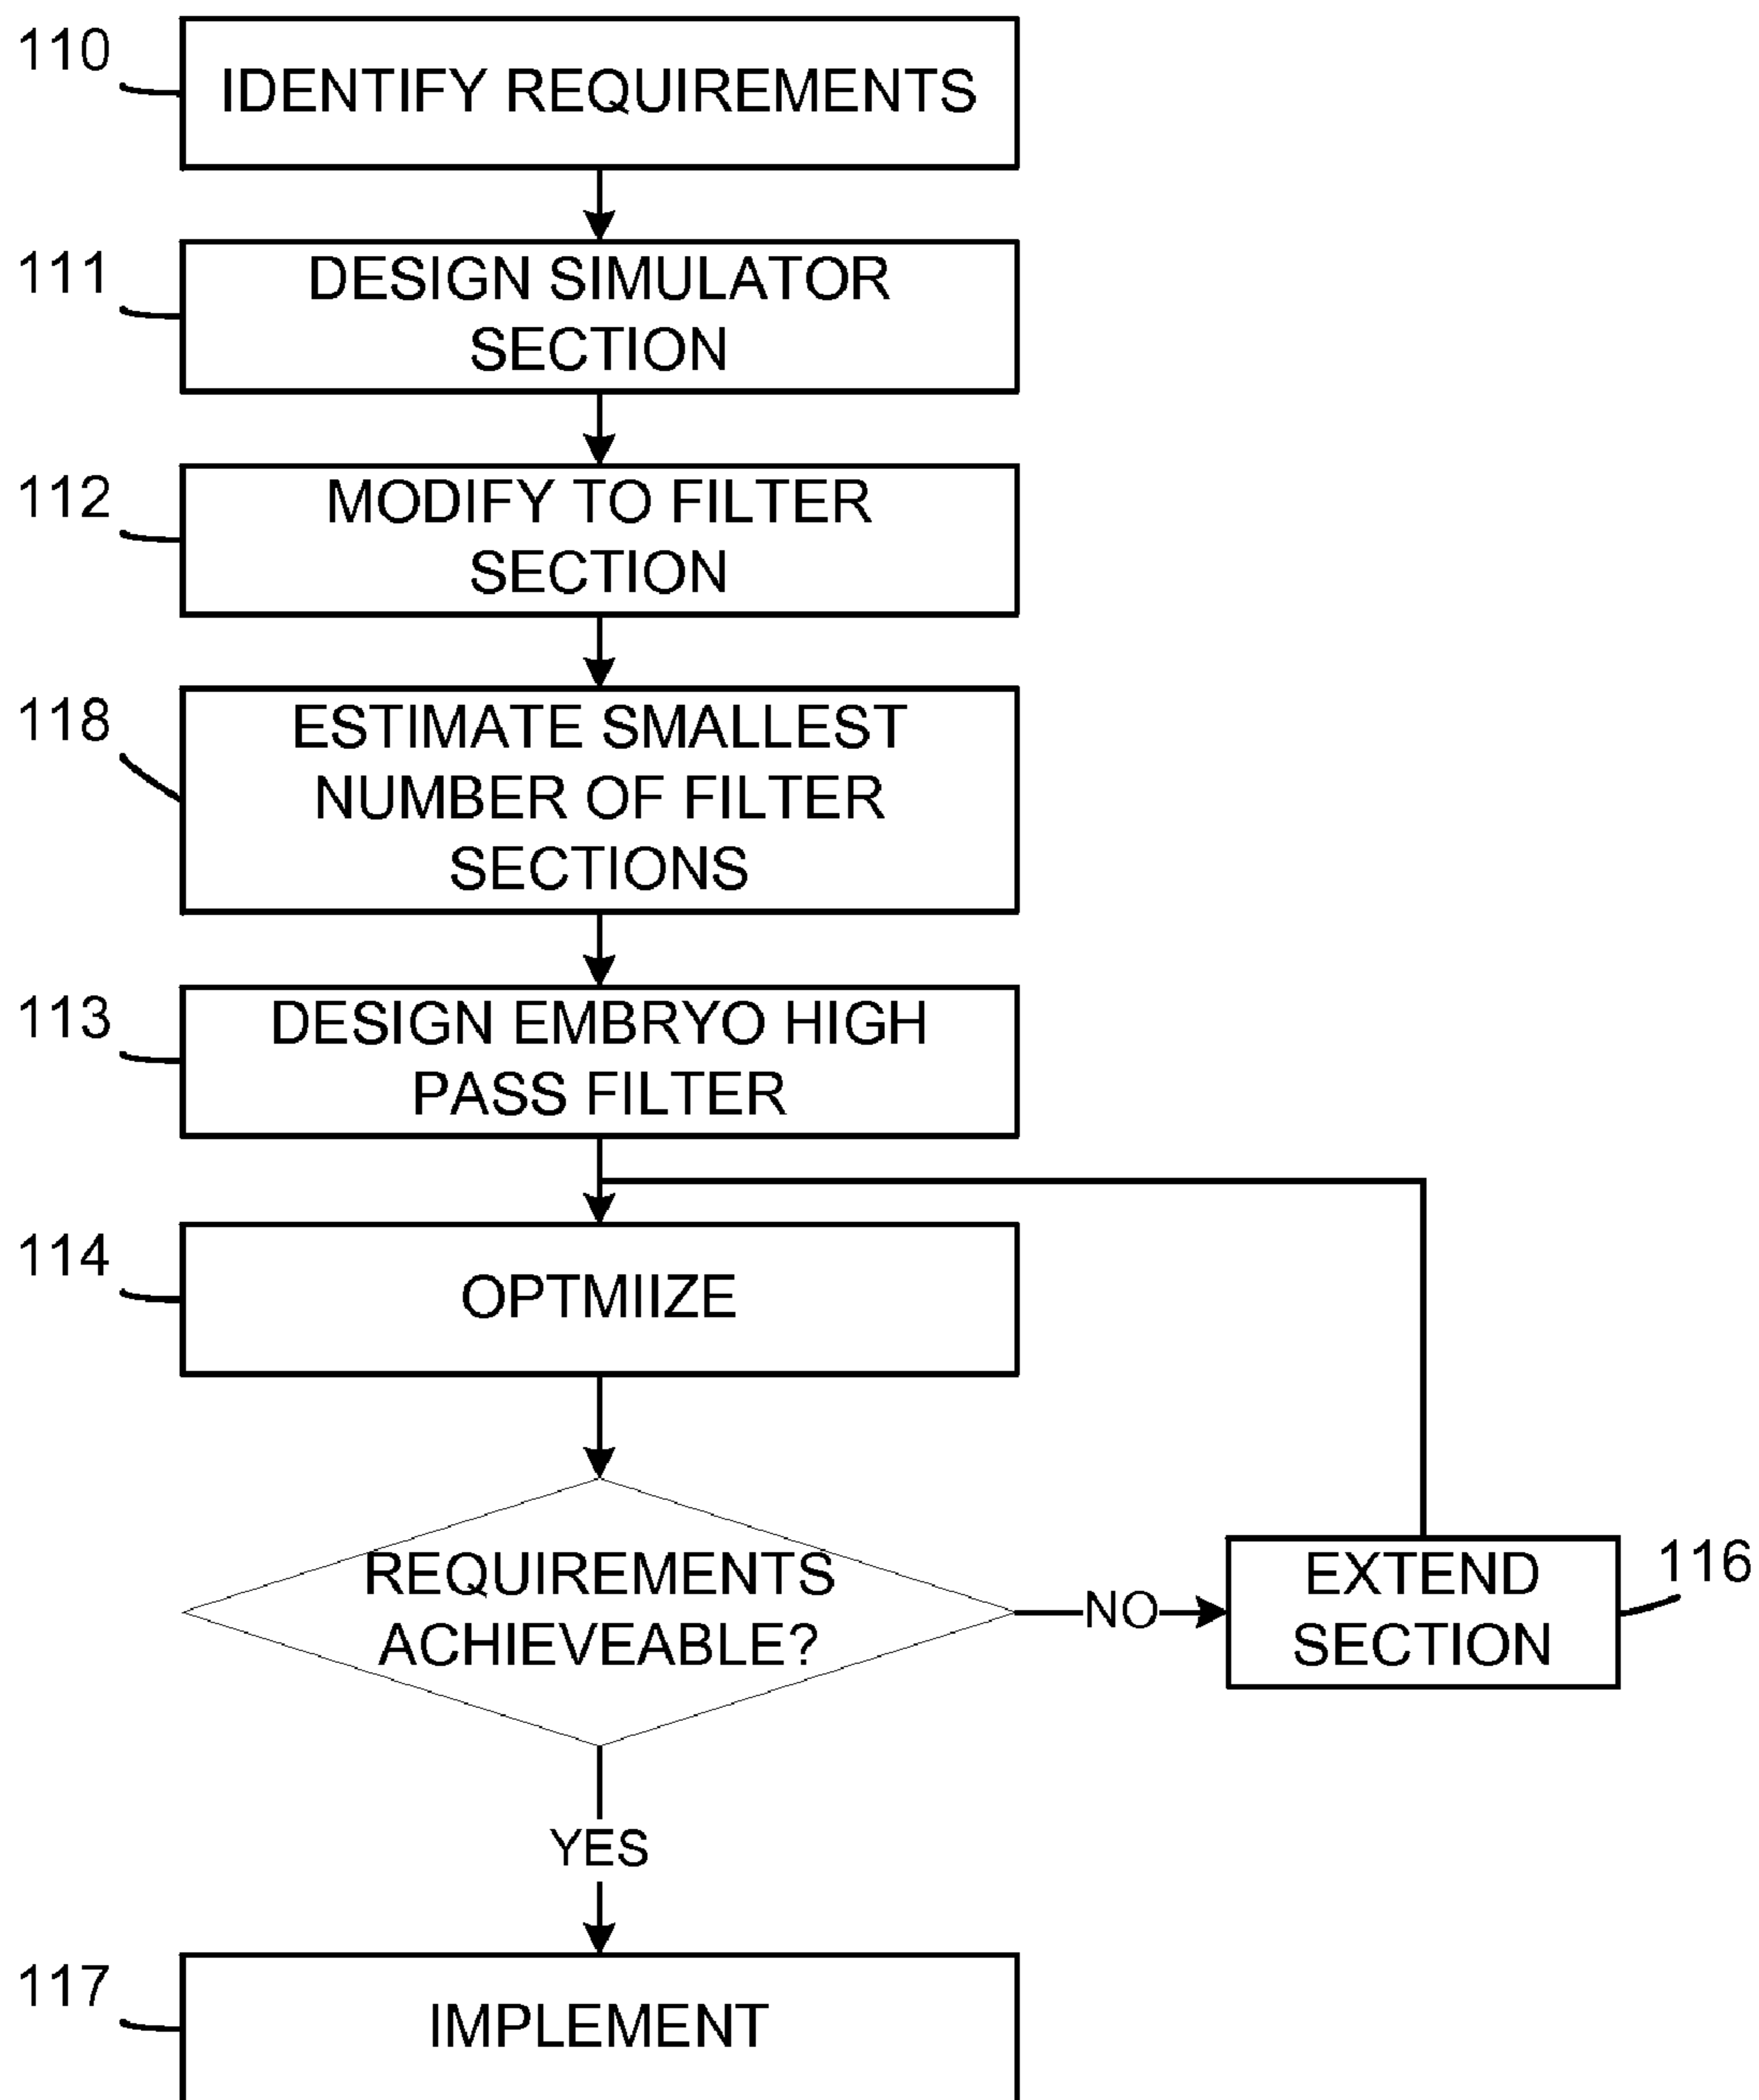 110
IDENTIFY REQUIREMENTS
111
DESIGN SIMULATOR
SECTION
112
MODIFY TO FILTER
SECTION
118
ESTIMATE SMALLEST
NUMBER OF FILTER
SECTIONS
113
DESIGN EMBRYO HIGH
PASS FILTER
114
OPTMIIZE
REQUIREMENTS
ACHIEVEABLE?
NO
EXTEND
SECTION
116
YES
117
IMPLEMENT